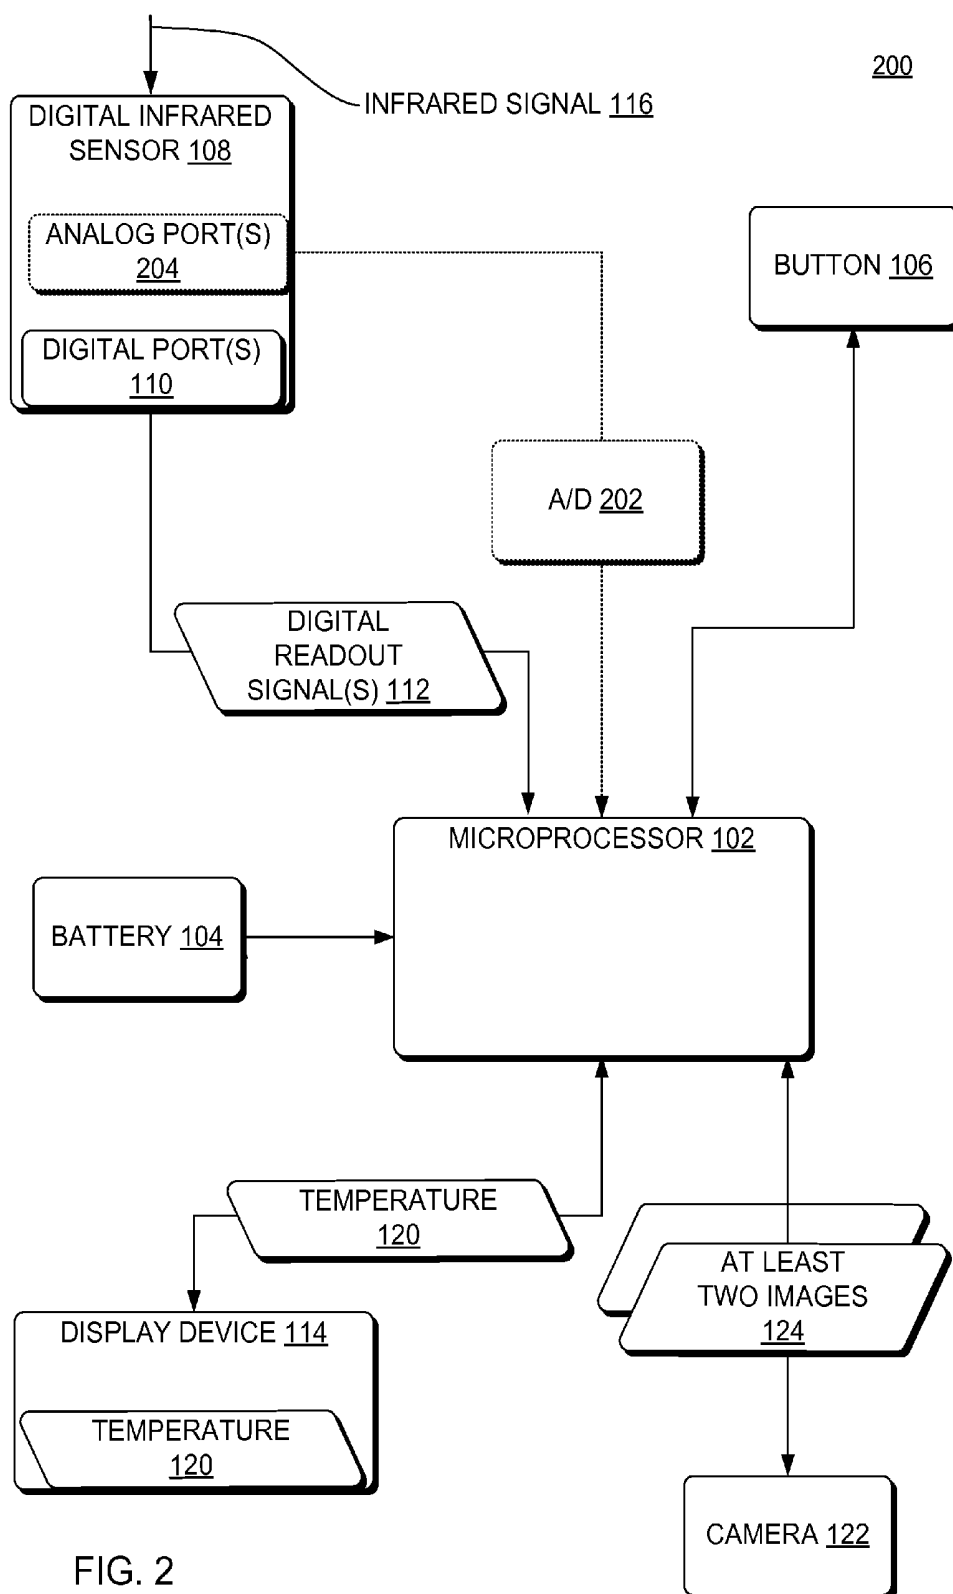 200
INFRARED SIGNAL 116
DIGITAL INFRARED
SENSOR 108
ANALOG PORT(S)
204
DIGITAL PORT(S)
110
BUTTON 106
A/D 202
DIGITAL
READOUT
SIGNAL(S) 112
MICROPROCESSOR 102
BATTERY 104
TEMPERATURE
120
AT LEAST
TWO IMAGES
124
DISPLAY DEVICE 114
TEMPERATURE
120
CAMERA 122
FIG. 2